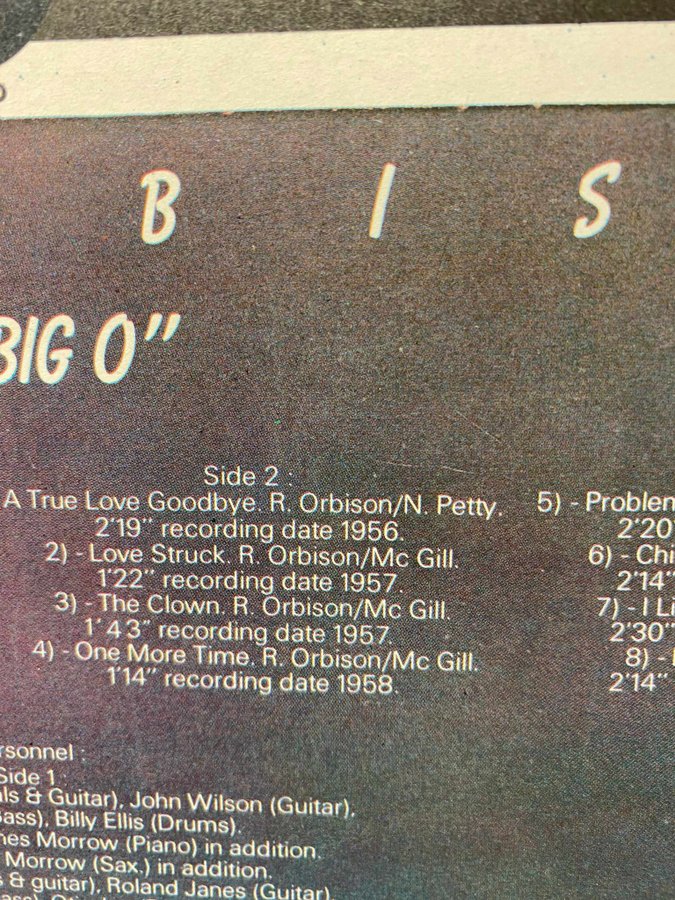 B I S
BIG O"
Side 2 :
A True Love Goodbye. R. Orbison/N. Petty.
2'19" recording date 1956.
2) - Love Struck. R. Orbison/Mc Gill.
1'22" recording date 1957.
3) - The Clown. R. Orbison/Mc Gill.
1'43" recording date 1957.
4) - One More Time. R. Orbison/Mc Gill.
1'14" recording date 1958.
5) - Problem
2'20"
6) - Chi
2'14"
7) - I Li
2'30"
8) -
2'14"
rsonnel :
Side 1 :
ls & Guitar), John Wilson (Guitar),
Bass), Billy Ellis (Drums).
mes Morrow (Piano) in addition.
Morrow (Sax.) in addition.
s & guitar), Roland Janes (Guitar)